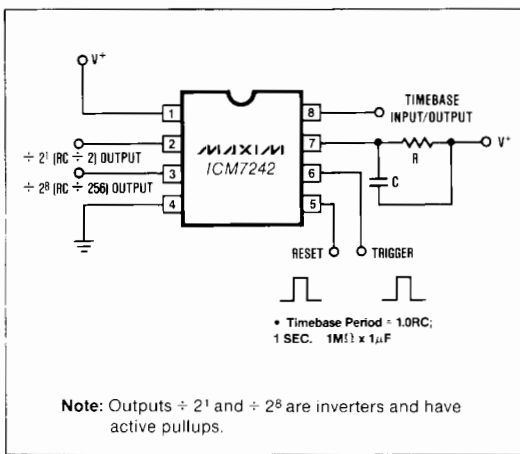 V+
1
2
3
4
8
7
6
5
MAXIM
ICM7242
÷ 2¹ (RC ÷ 2) OUTPUT
÷ 2⁸ (RC ÷ 256) OUTPUT
TIMEBASE
INPUT/OUTPUT
R
V+
C
RESET
TRIGGER
• Timebase Period = 1.0RC;
1 SEC. 1MΩ x 1µF
Note: Outputs ÷ 2¹ and ÷ 2⁸ are inverters and have
active pullups.